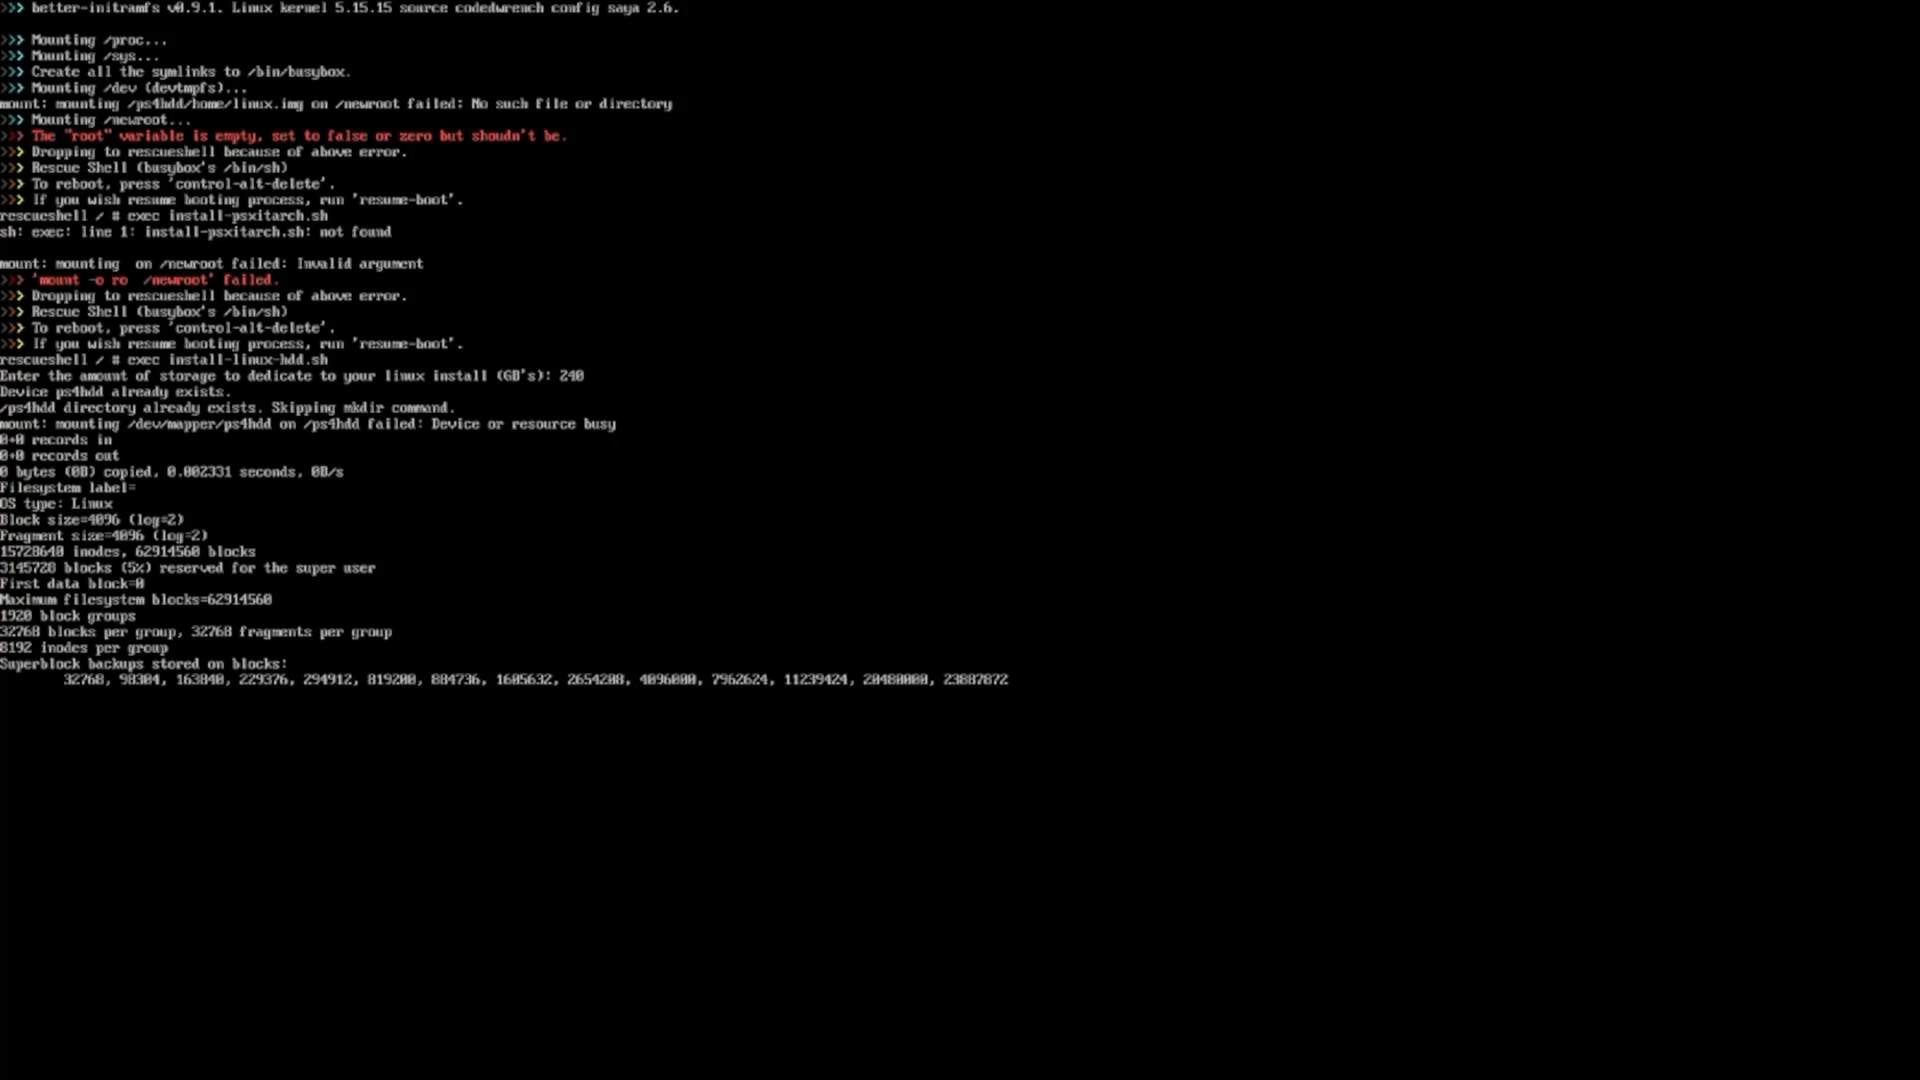 >>> better-initramfs v0.9.1. Linux kernel 5.15.15 source codedwrench config saya 2.6.
>>> Mounting /proc...
>>> Mounting /sys...
>>> Create all the symlinks to /bin/busybox.
>>> Mounting /dev (devtmpfs)...
mount: mounting /ps4hdd/home/linux.img on /newroot failed: No such file or directory
>>> Mounting /newroot...
>>> The "root" variable is empty, set to false or zero but shoudn't be.
>>> Dropping to rescueshell because of above error.
>>> Rescue Shell (busybox's /bin/sh)
>>> To reboot, press 'control-alt-delete'.
>>> If you wish resume booting process, run 'resume-boot'.
rescueshell / # exec install-psxitarch.sh
sh: exec: line 1: install-psxitarch.sh: not found
mount: mounting  on /newroot failed: Invalid argument
>>> 'mount -o ro  /newroot' failed.
>>> Dropping to rescueshell because of above error.
>>> Rescue Shell (busybox's /bin/sh)
>>> To reboot, press 'control-alt-delete'.
>>> If you wish resume booting process, run 'resume-boot'.
rescueshell / # exec install-linux-hdd.sh
Enter the amount of storage to dedicate to your linux install (GB's): 240
Device ps4hdd already exists.
/ps4hdd directory already exists. Skipping mkdir command.
mount: mounting /dev/mapper/ps4hdd on /ps4hdd failed: Device or resource busy
0+0 records in
0+0 records out
0 bytes (0B) copied, 0.002331 seconds, 0B/s
Filesystem label=
OS type: Linux
Block size=4096 (log=2)
Fragment size=4096 (log=2)
15728640 inodes, 62914560 blocks
3145728 blocks (5%) reserved for the super user
First data block=0
Maximum filesystem blocks=62914560
1920 block groups
32768 blocks per group, 32768 fragments per group
8192 inodes per group
Superblock backups stored on blocks:
32768, 98304, 163840, 229376, 294912, 819200, 884736, 1605632, 2654208, 4096000, 7962624, 11239424, 20480000, 23887872